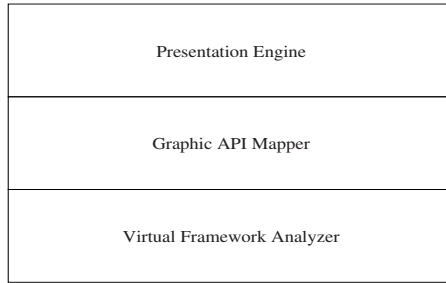 Presentation Engine
Graphic API Mapper
Virtual Framework Analyzer